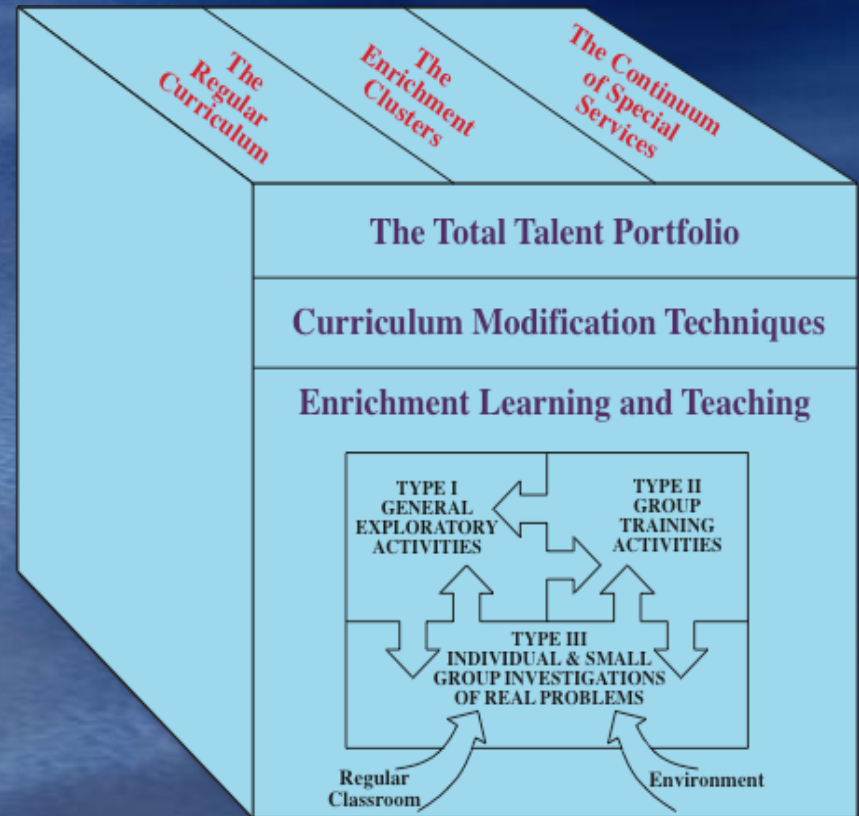 The
Regular
Curriculum
The
Enrichment
Clusters
The Continuum
of Special
Services
The Total Talent Portfolio
Curriculum Modification Techniques
Enrichment Learning and Teaching
TYPE I
GENERAL
EXPLORATORY
ACTIVITIES
TYPE II
GROUP
TRAINING
ACTIVITIES
TYPE III
INDIVIDUAL & SMALL
GROUP INVESTIGATIONS
OF REAL PROBLEMS
Regular
Classroom
Environment